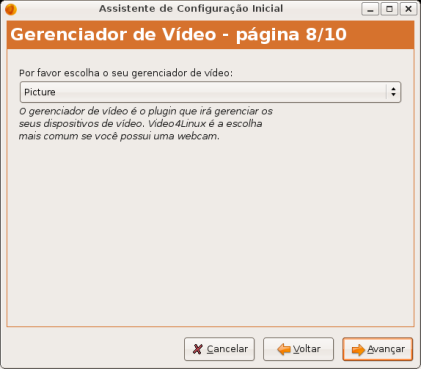 Assistente de Configuração Inicial
Gerenciador de Vídeo - página 8/10
Por favor escolha o seu gerenciador de vídeo:
Picture
O gerenciador de vídeo é o plugin que irá gerenciar os
seus dispositivos de vídeo. Video4Linux é a escolha
mais comum se você possui uma webcam.
Cancelar
Voltar
Avançar